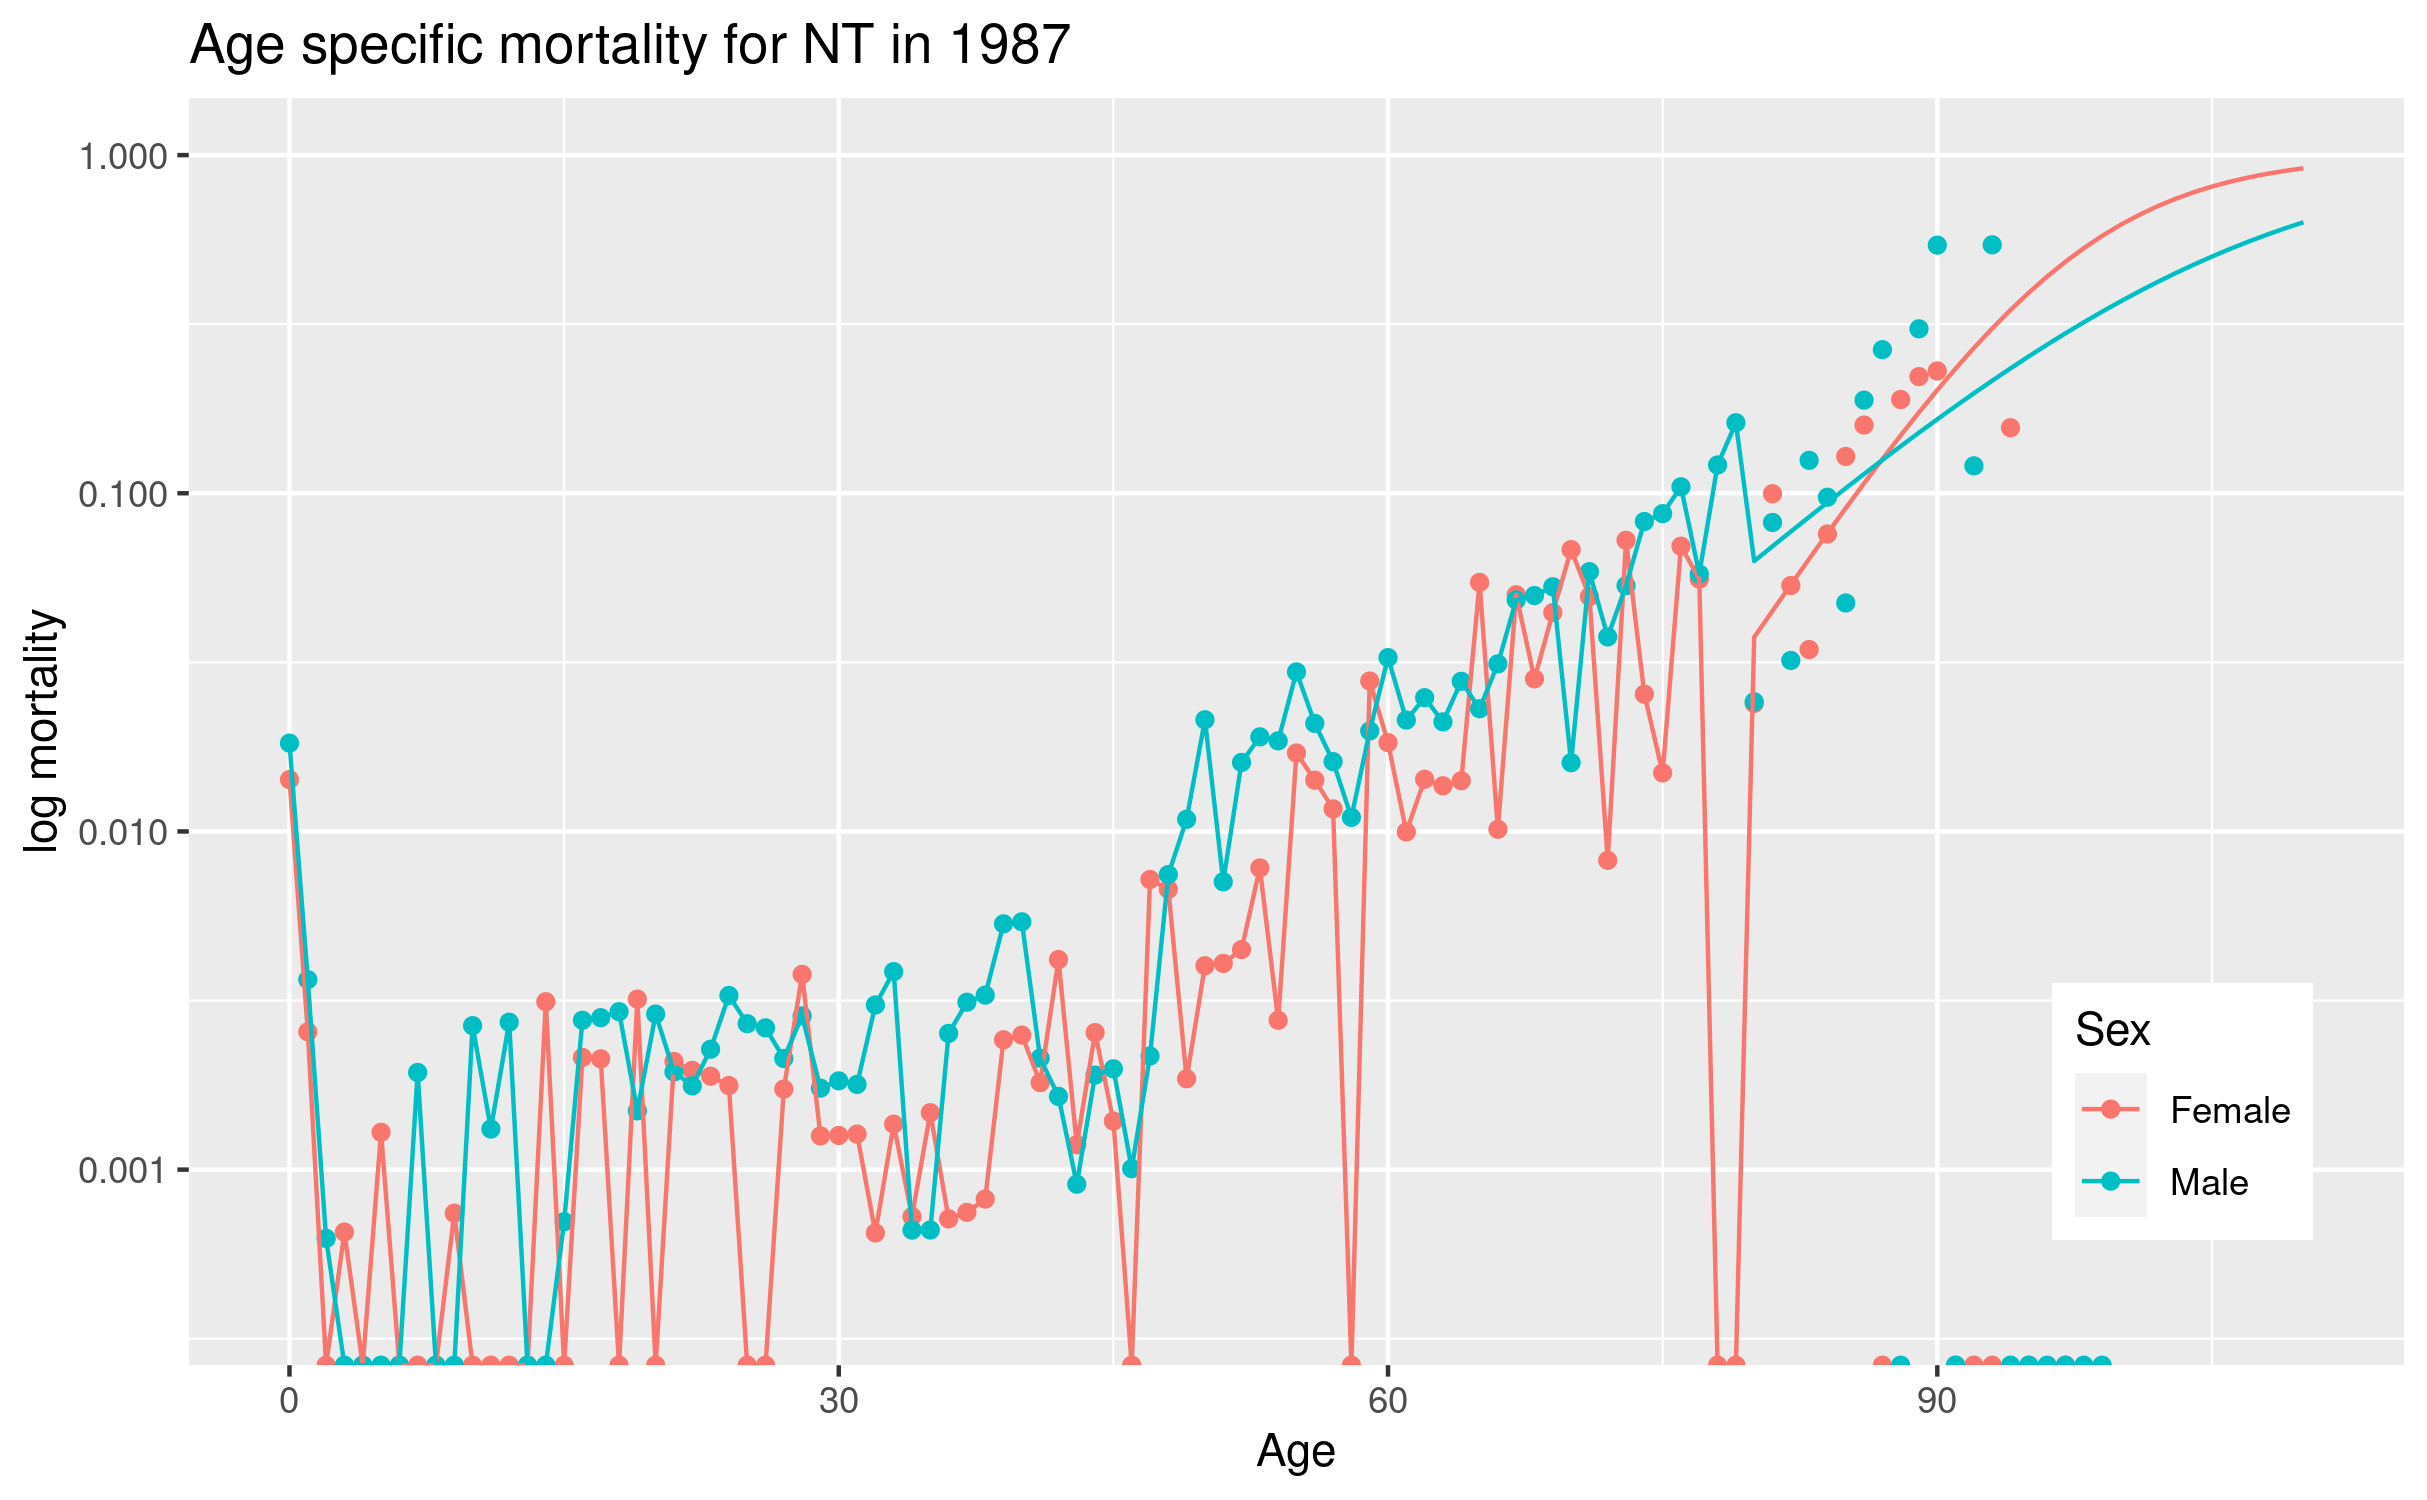 Age specific mortality for NT in 1987
log mortality
1.000
0.100
0.010
0.001
0
30
60
90
Age
Sex
Female
Male